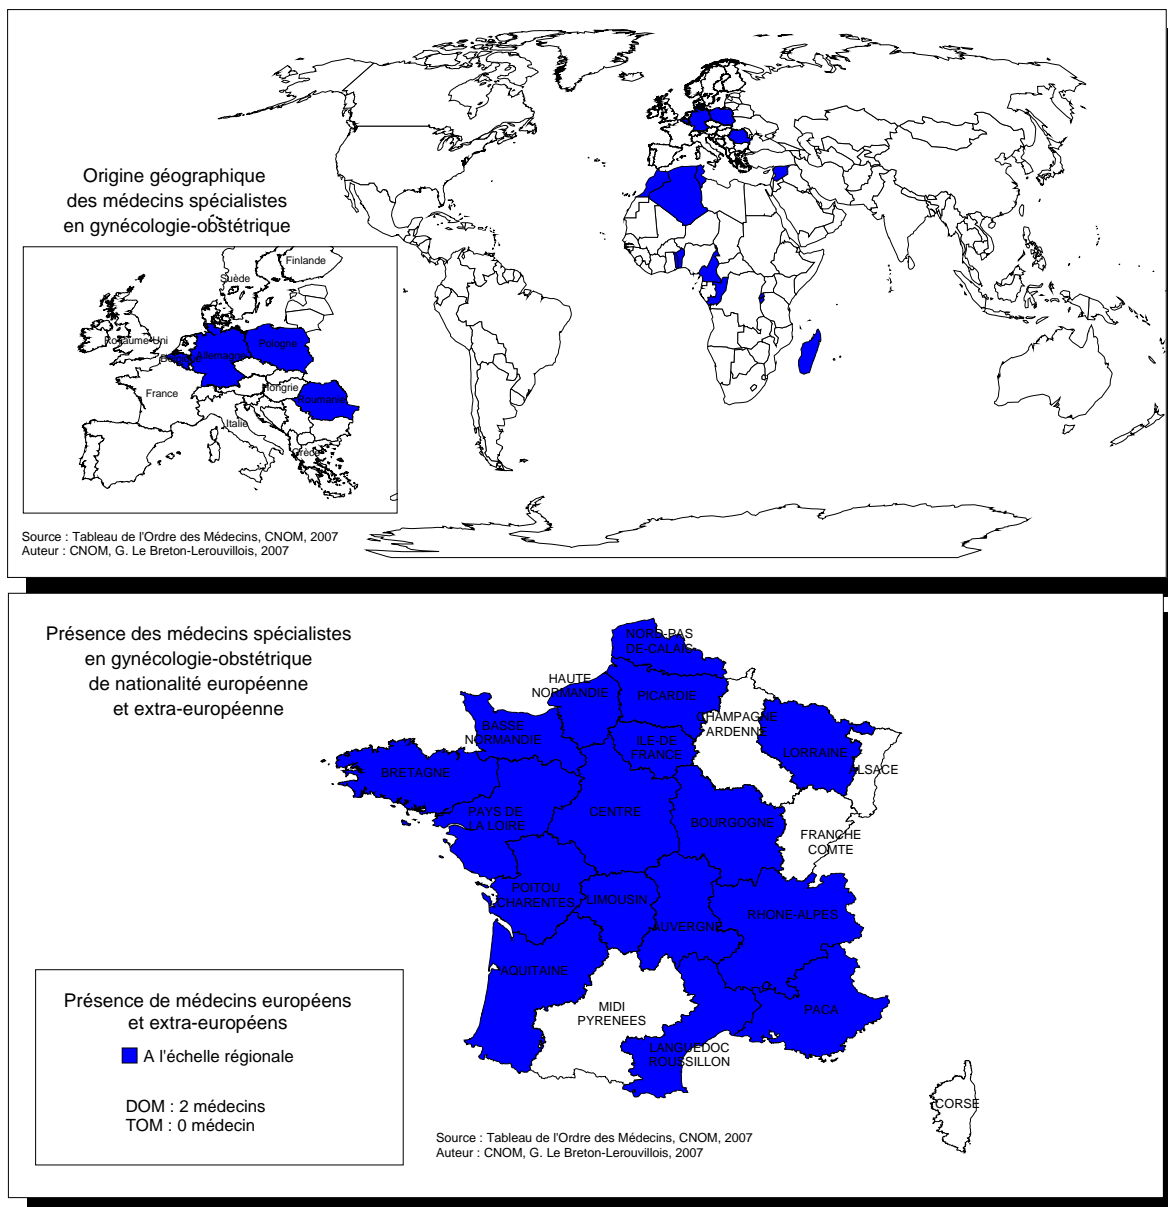 Origine géographique
des médecins spécialistes
en gynécologie-obstétrique
Finlande
Suède
Royaume-Uni
Pologne
Allemagne
France
Hongrie
Roumanie
Italie
Grèce
Source : Tableau de l'Ordre des Médecins, CNOM, 2007
Auteur : CNOM, G. Le Breton-Lerouvillois, 2007
Présence des médecins spécialistes
en gynécologie-obstétrique
de nationalité européenne
et extra-européenne
NORD-PAS
DE CALAIS
HAUTE
NORMANDIE
PICARDIE
CHAMPAGNE
ARDENN
BASSE
NORMANDIE
ILE DE
FRANCE
LORRAINE
ALSACE
BRETAGNE
PAYS DE
LA LOIRE
CENTRE
BOURGOGNE
FRANCHE
COMTE
POITOU
CHARENTES
LIMOUSIN
AUVERGNE
RHONE-ALPES
AQUITAINE
MIDI
PYRENEES
PACA
LANGUEDOC
ROUSSILLON
CORSE
Présence de médecins européens
et extra-européens
A l'échelle régionale
DOM : 2 médecins
TOM : 0 médecin
Source : Tableau de l'Ordre des Médecins, CNOM, 2007
Auteur : CNOM, G. Le Breton-Lerouvillois, 2007